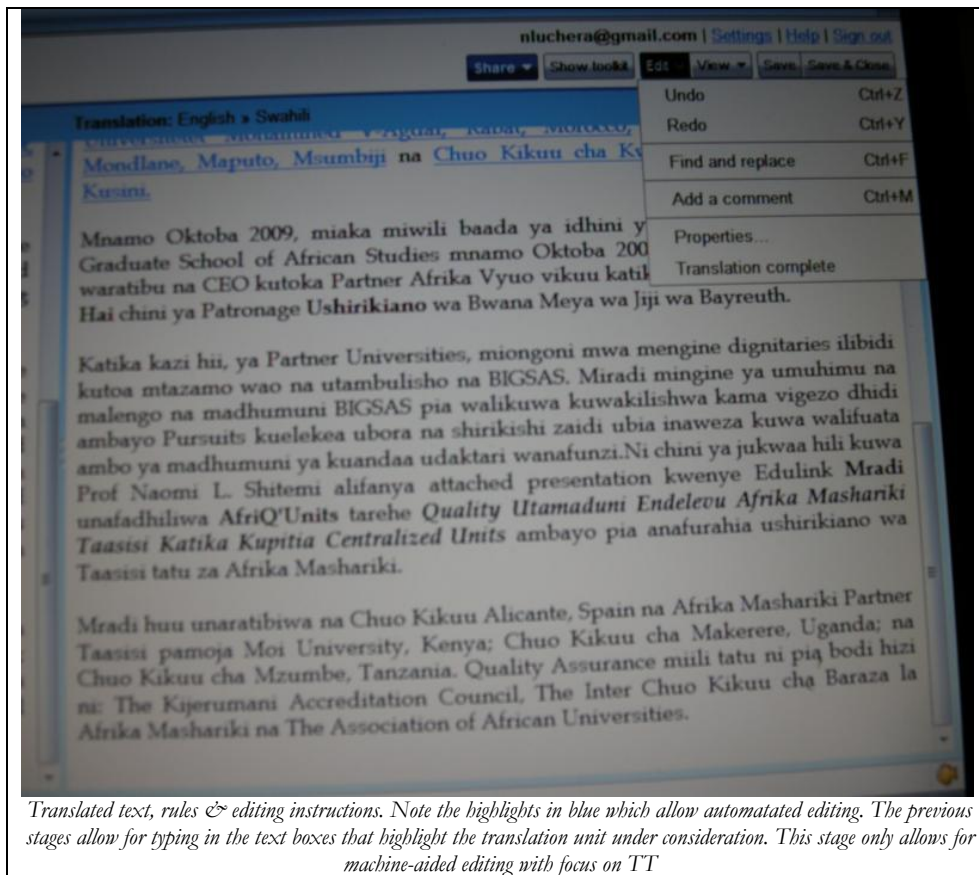 nluchera@gmail.com | Settings | Help | Sign out
Share Show toolkit Edit View Save Save & Close
Undo Ctrl+Z
Redo Ctrl+Y
Find and replace Ctrl+F
Add a comment Ctrl+M
Properties...
Translation complete
Translation: English » Swahili
Mohammed V-Agdal, Rabat, Morocco,
Mondlane, Maputo, Msumbiji na Chuo Kikuu cha
Kusini.
Mnamo Oktoba 2009, miaka miwili baada ya idhini
Graduate School of African Studies mnamo Oktoba
waratibu na CEO kutoka Partner Afrika Vyuo vikuu
Hai chini ya Patronage Ushirikiano wa Bwana Meya wa Jiji wa Bayreuth.
Katika kazi hii, ya Partner Universities, miongoni mwa mengine dignitaries ilibidi
kutoa mtazamo wao na utambulisho na BIGSAS. Miradi mingine ya umuhimu na
malengo na madhumuni BIGSAS pia walikuwa kuwakilishwa kama vigezo dhidi
ambayo Pursuits kuelekea ubora na shirikishi zaidi ubia inaweza kuwa walifuata
ambo ya madhumuni ya kuandaa udaktari wanafunzi.Ni chini ya jukwaa hili kuwa
Prof Naomi L. Shitemi alifanya attached presentation kwenye Edulink Mradi
unafadhiliwa AfriQ'Units tarehe Quality Utamaduni Endelevu Afrika Mashariki
Taasisi Katika Kupitia Centralized Units ambayo pia anafurahia ushirikiano wa
Taasisi tatu za Afrika Mashariki.
Mradi huu unaratibiwa na Chuo Kikuu Alicante, Spain na Afrika Mashariki Partner
Taasisi pamoja Moi University, Kenya; Chuo Kikuu cha Makerere, Uganda; na
Chuo Kikuu cha Mzumbe, Tanzania. Quality Assurance miili tatu ni pia bodi hizi
ni: The Kijerumani Accreditation Council, The Inter Chuo Kikuu cha Baraza la
Afrika Mashariki na The Association of African Universities.
Translated text, rules & editing instructions. Note the highlights in blue which allow automatated editing. The previous
stages allow for typing in the text boxes that highlight the translation unit under consideration. This stage only allows for
machine-aided editing with focus on TT